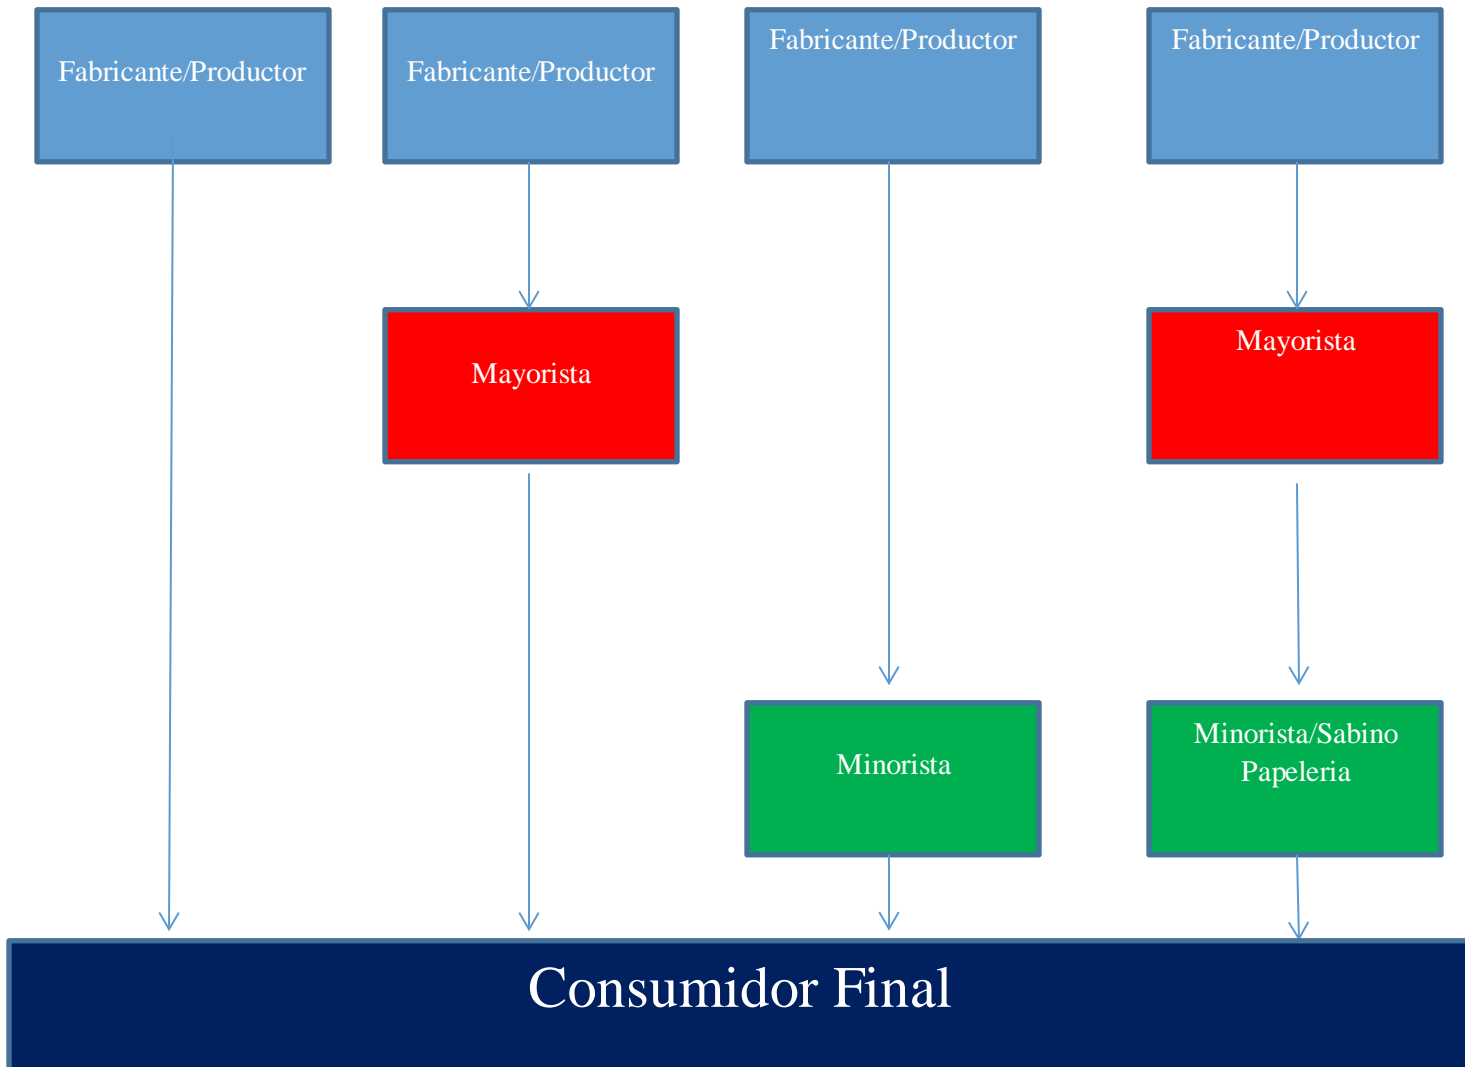 Fabricante/Productor
Fabricante/Productor
Fabricante/Productor
Fabricante/Productor
Mayorista
Mayorista
Minorista
Minorista/Sabino
Papeleria
Consumidor Final